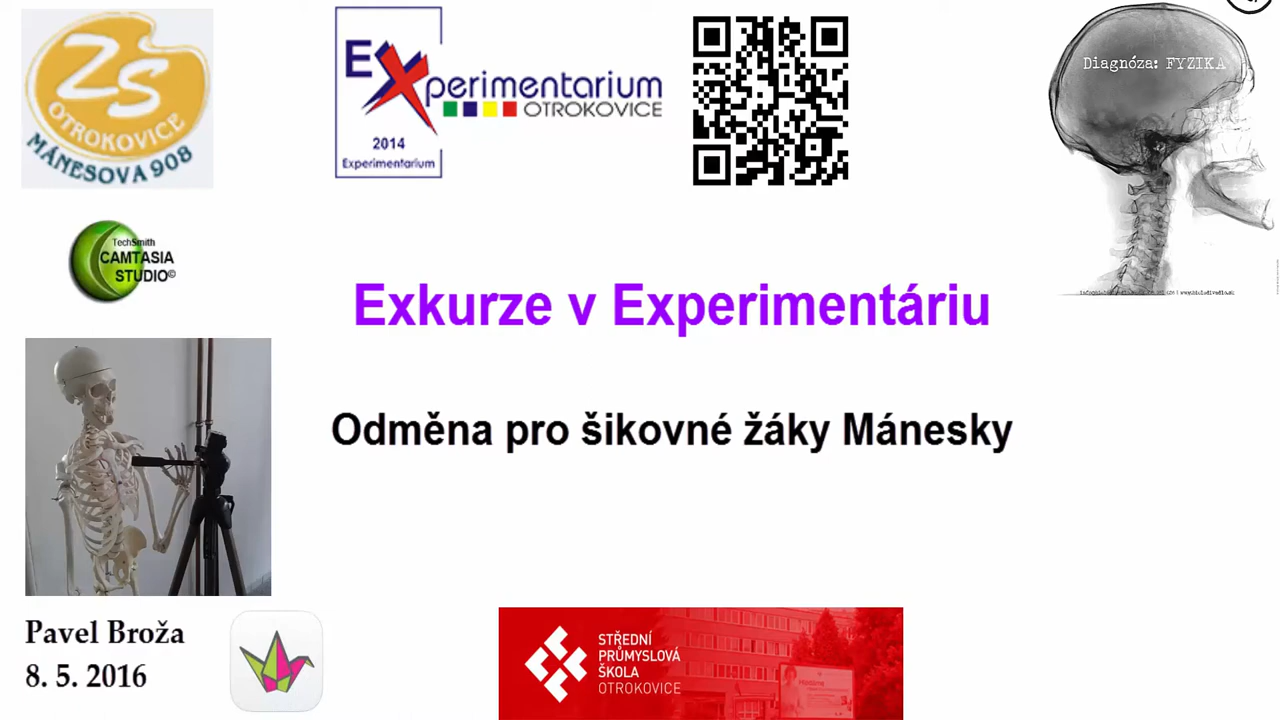 ZŠ
OTROKOVICE
MÁNESOVA 908
Experimentarium
OTROKOVICE
2014
Experimentarium
Diagnóza: FYZIKA
TechSmith
CAMTASIA
STUDIO©
Exkurze v Experimentáriu
Odměna pro šikovné žáky Mánesky
Pavel Broža
8. 5. 2016
STŘEDNÍ
PRŮMYSLOVÁ
ŠKOLA
OTROKOVICE